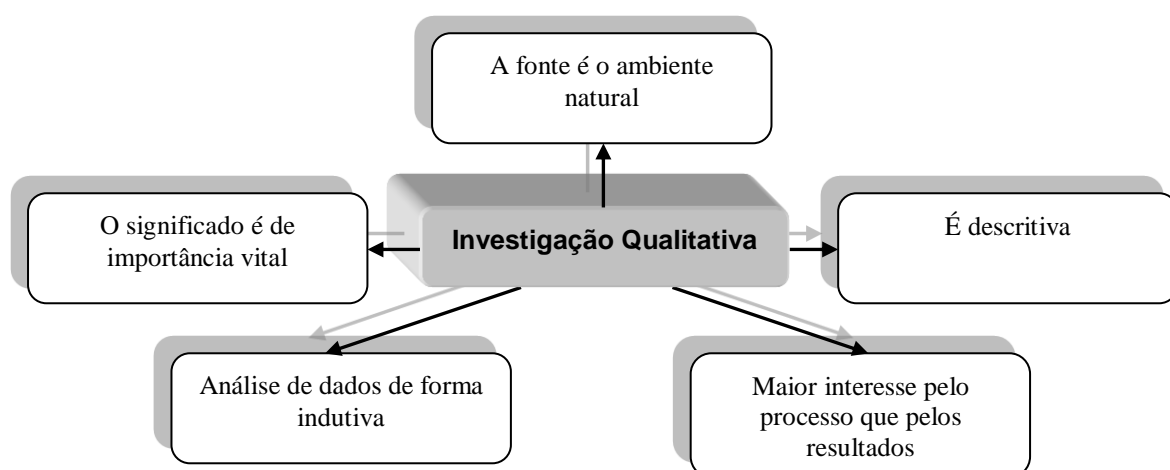 A fonte é o ambiente
natural
O significado é de
importância vital
Investigação Qualitativa
É descritiva
Análise de dados de forma
indutiva
Maior interesse pelo
processo que pelos
resultados